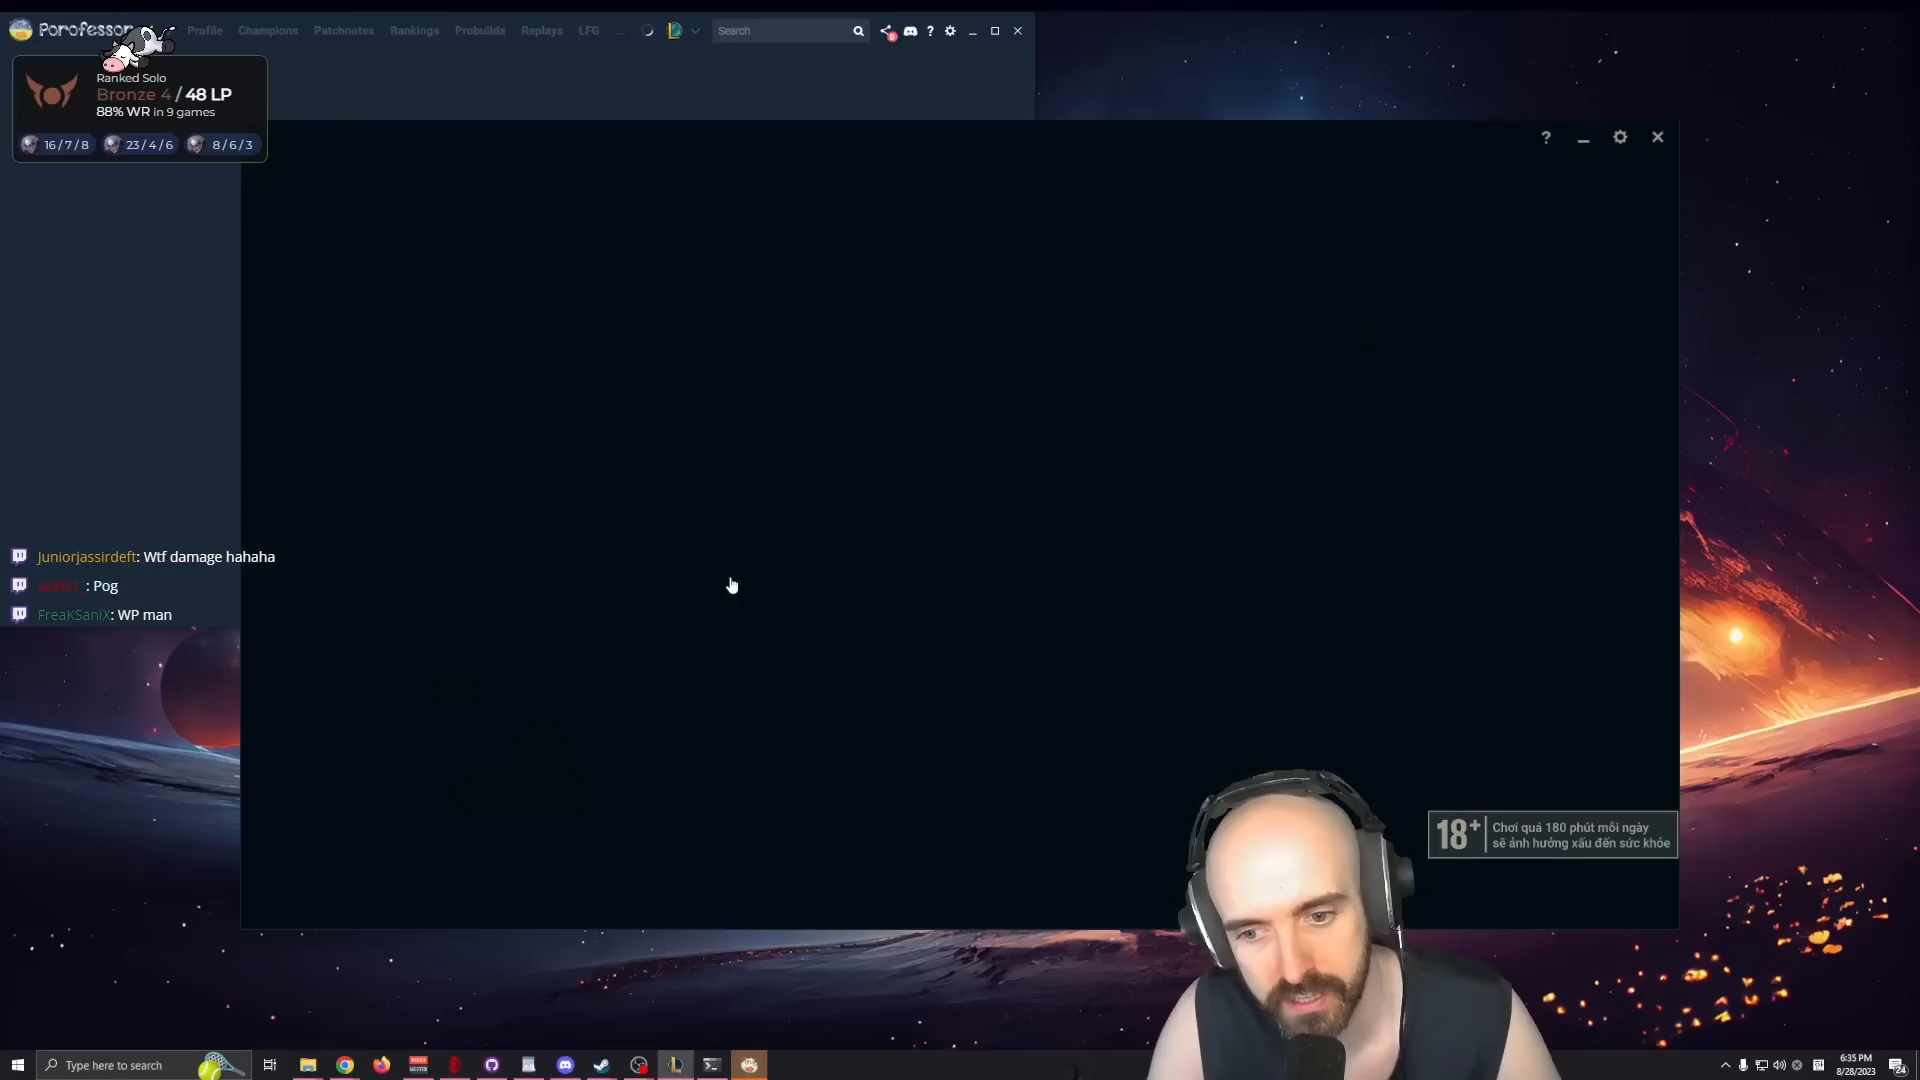 Porofessor
Profile
Champions
Patchnotes
Rankings
Probuilds
Replays
LFG
...
Search
Ranked Solo
Bronze 4 / 48 LP
88% WR in 9 games
16 / 7 / 8
23 / 4 / 6
8 / 6 / 3
Juniorjassirdeft: Wtf damage hahaha
: Pog
FreaKSaniX: WP man
18+
Chơi quá 180 phút mỗi ngày
sẽ ảnh hưởng xấu đến sức khỏe
Type here to search
6:35 PM
8/28/2023
24